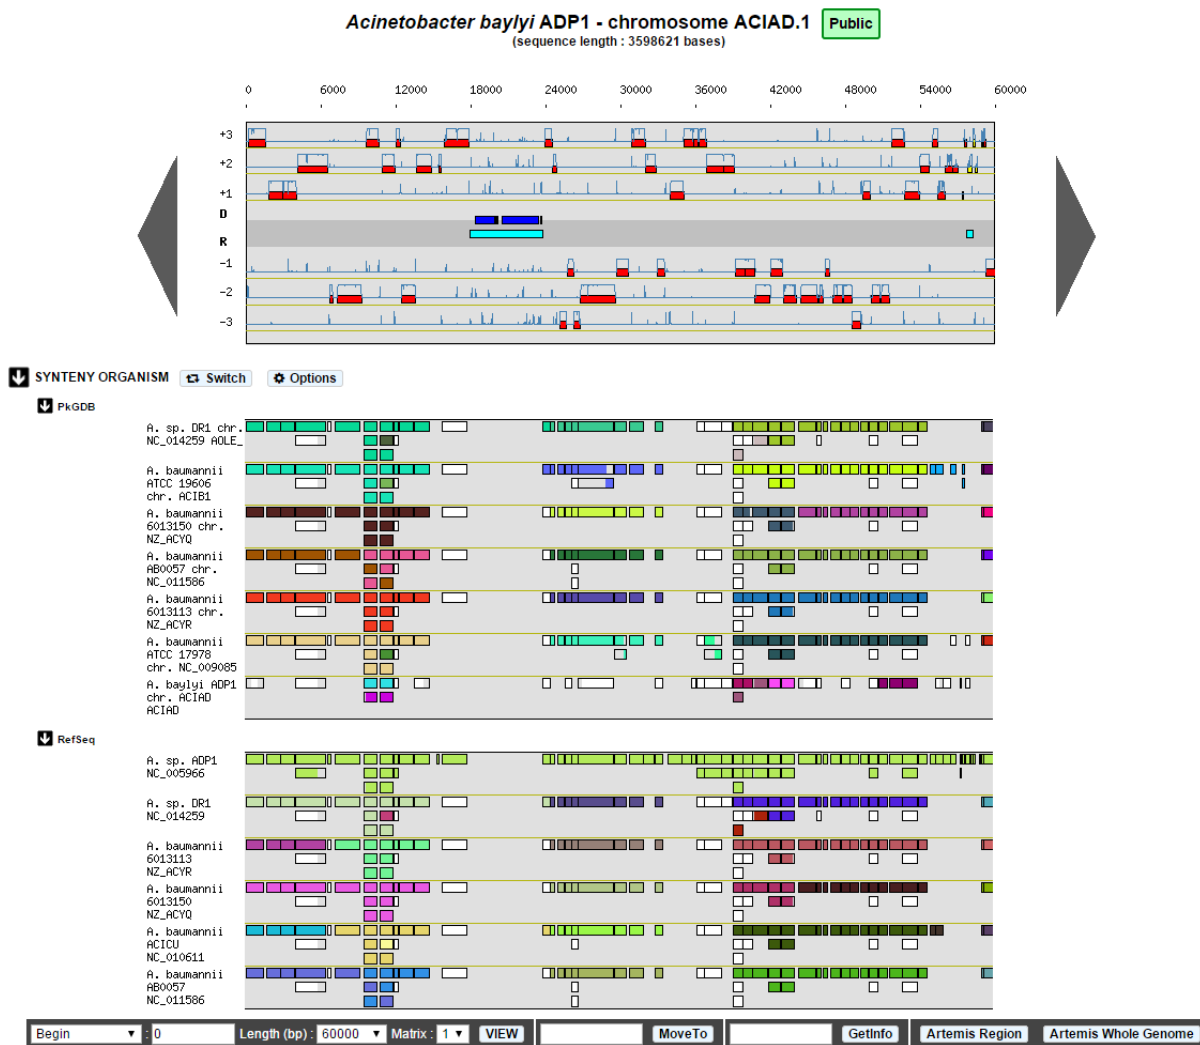 Acinetobacter baylyi ADP1 - chromosome ACIAD.1 Public
(sequence length : 3598621 bases)
0 6000 12000 18000 24000 30000 36000 42000 48000 54000 60000
+3
+2
+1
D
R
-1
-2
-3
SYNTENY ORGANISM Switch Options
PkGDB
A. sp. DR1 chr.
NC_014259 AOLE_
A. baumannii
ATCC 19606
chr. ACIB1
A. baumannii
6013150 chr.
NZ_ACYQ
A. baumannii
AB0057 chr.
NC_011586
A. baumannii
6013113 chr.
NZ_ACYR
A. baumannii
ATCC 17978
chr. NC_009085
A. baylyi ADP1
chr. ACIAD
ACIAD
RefSeq
A. sp. ADP1
NC_005966
A. sp. DR1
NC_014259
A. baumannii
6013113
NZ_ACYR
A. baumannii
6013150
NZ_ACYQ
A. baumannii
ACICU
NC_010611
A. baumannii
AB0057
NC_011586
Begin : 0 Length (bp) : 60000 Matrix : 1 VIEW MoveTo GetInfo Artemis Region Artemis Whole Genome